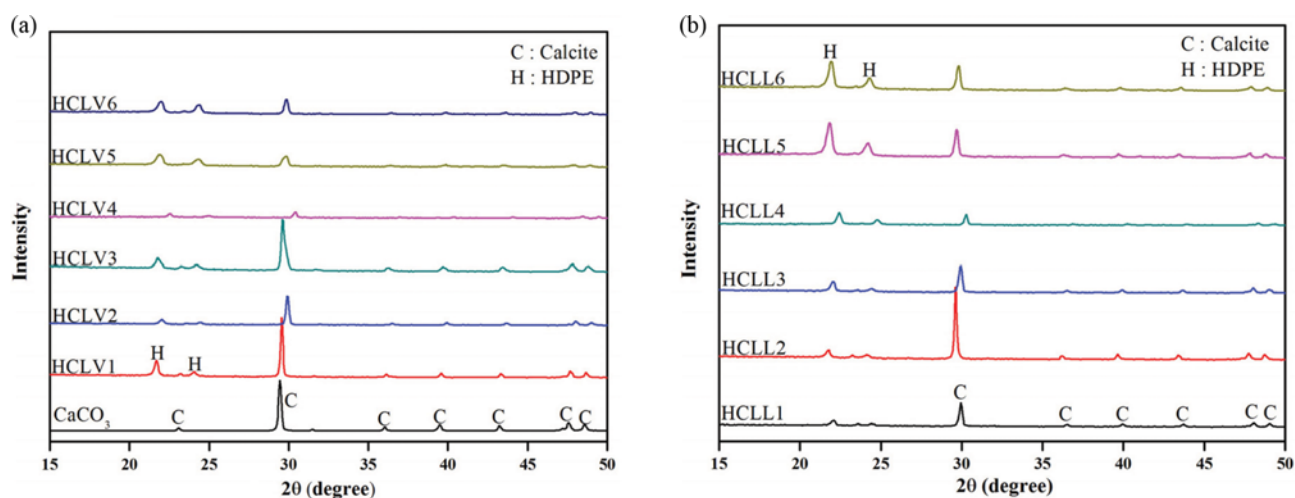 (a)
C : Calcite
H : HDPE
HCLV6
HCLV5
HCLV4
HCLV3
HCLV2
HCLV1
H
H
CaCO3
C
C
C
C
C
C
C
Intensity
15 20 25 30 35 40 45 50
2θ (degree)
(b)
C : Calcite
H : HDPE
H
H
HCLL6
HCLL5
HCLL4
HCLL3
HCLL2
HCLL1
C
C
C
C
C
C
Intensity
15 20 25 30 35 40 45 50
2θ (degree)